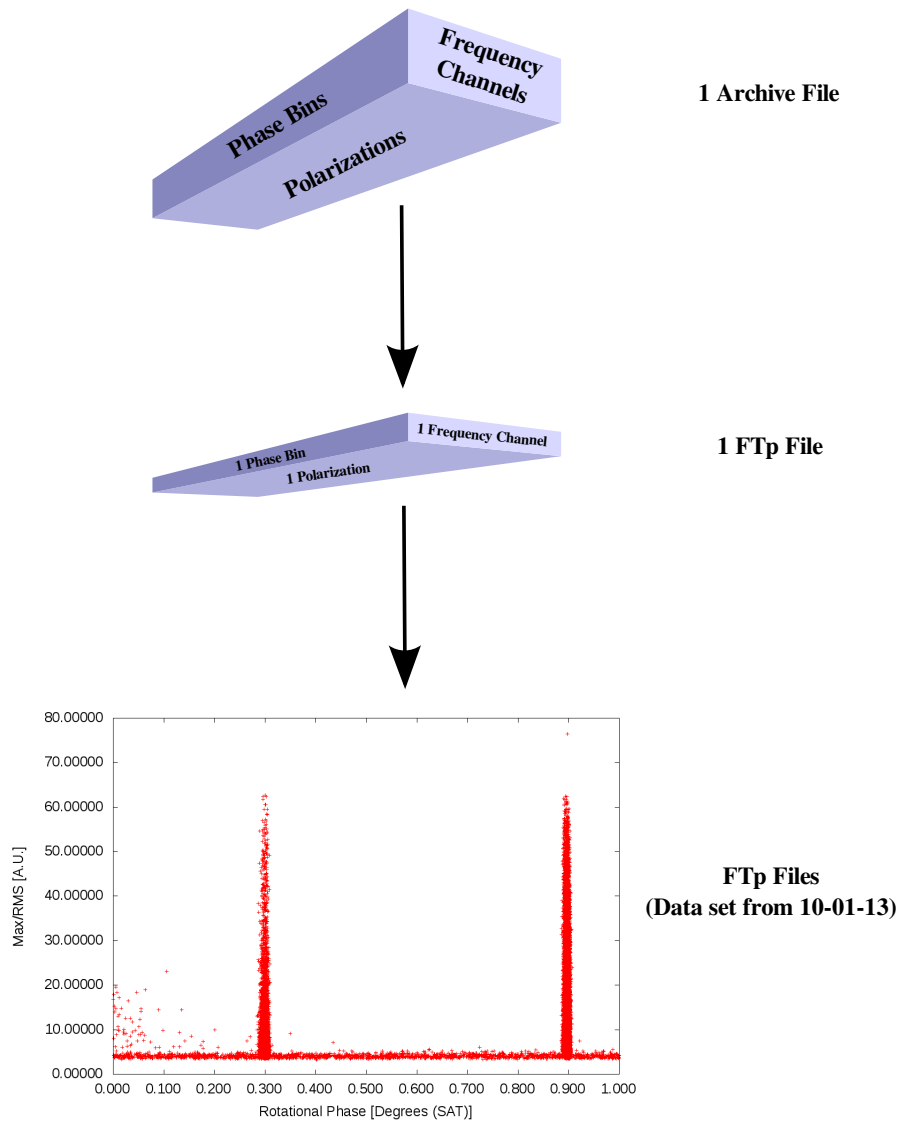 Frequency
Channels
Phase Bins
Polarizations
1 Archive File
1 Frequency Channel
1 Phase Bin
1 Polarization
1 FTp File
80.00000
70.00000
60.00000
50.00000
40.00000
30.00000
20.00000
10.00000
0.00000
Max/RMS [A.U.]
0.000 0.100 0.200 0.300 0.400 0.500 0.600 0.700 0.800 0.900 1.000
Rotational Phase [Degrees (SAT)]
FTp Files
(Data set from 10-01-13)